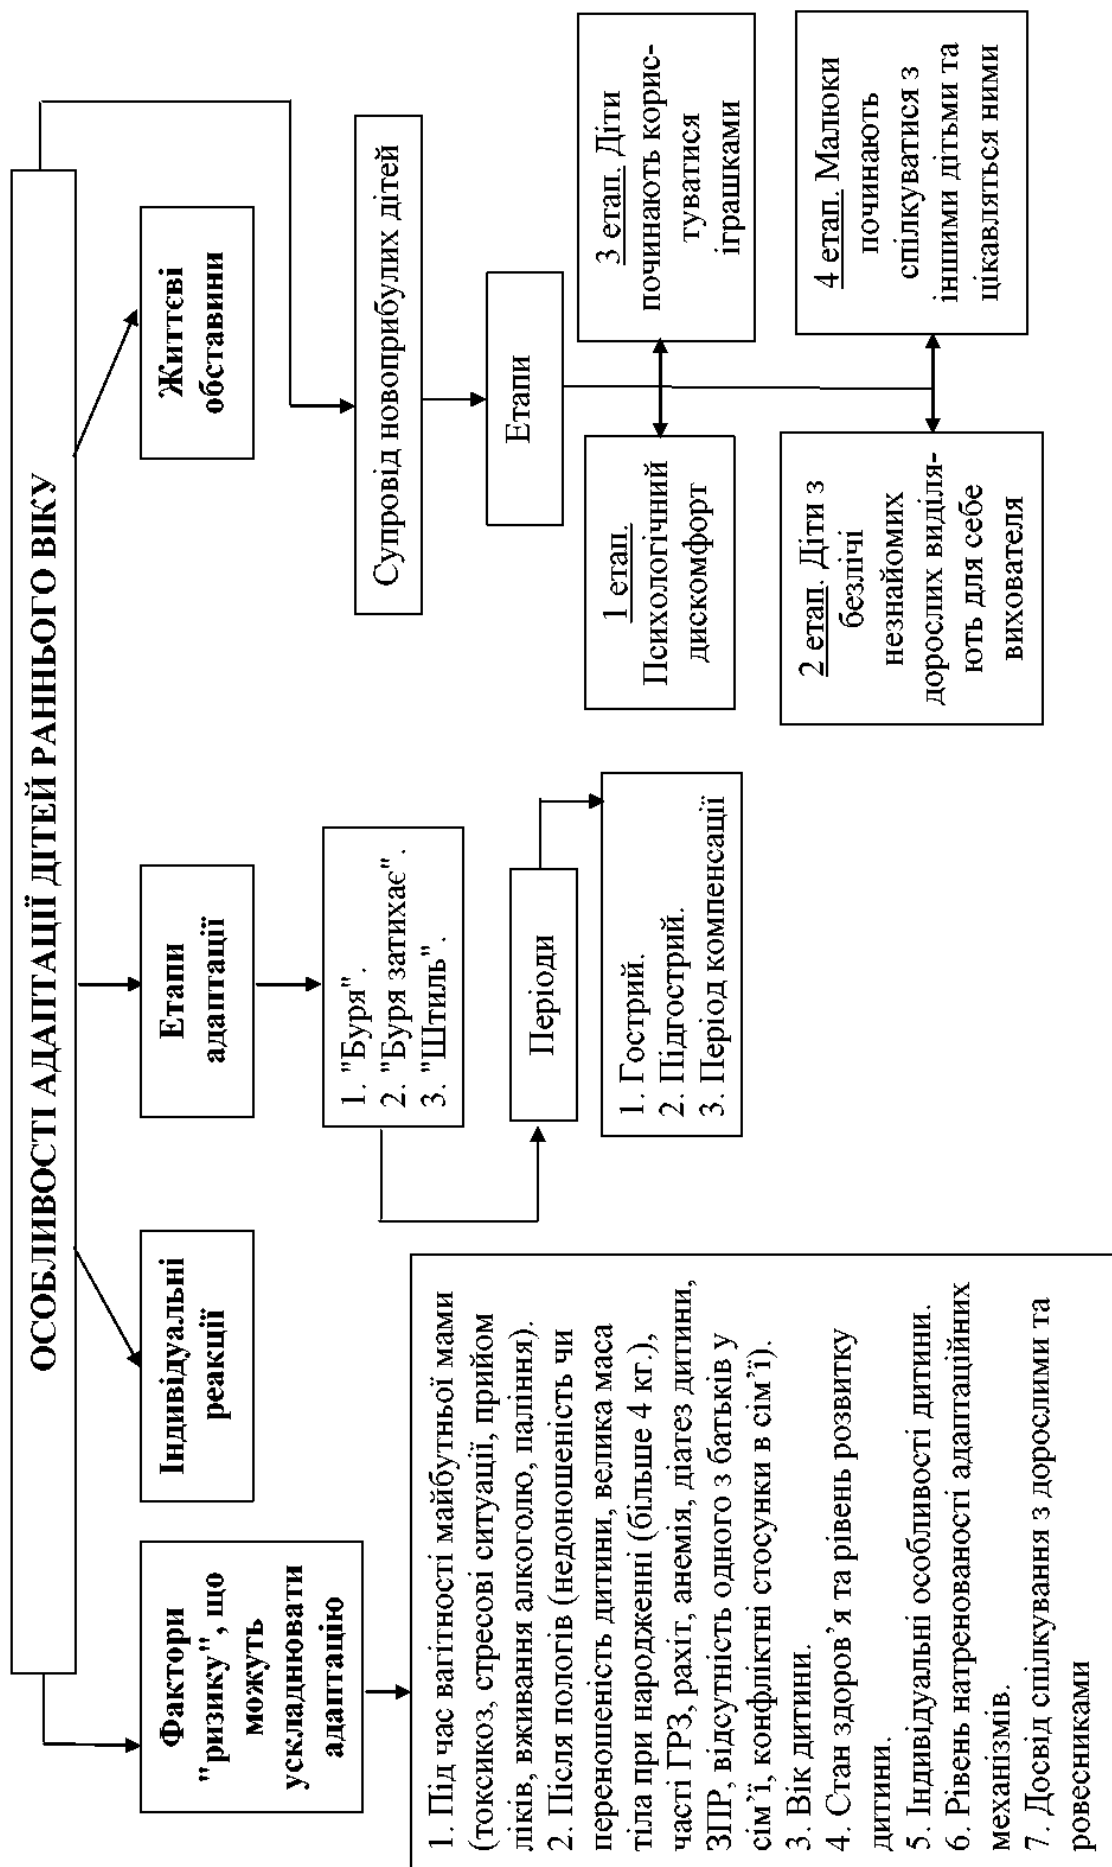 ОСОБЛИВОСТІ АДАПТАЦІЇ ДІТЕЙ РАННЬОГО ВІКУ
Фактори
"ризику", що
можуть
ускладнювати
адаптацію
1. Під час вагітності майбутньої мами
(токсикоз, стресові ситуації, прийом
ліків, вживання алкоголю, паління).
2. Після пологів (недоношеність чи
переношеність дитини, велика маса
тіла при народженні (більше 4 кг.),
часті ГРЗ, рахіт, анемія, діатез дитини,
ЗПР, відсутність одного з батьків у
сім’ї, конфліктні стосунки в сім’ї).
3. Вік дитини.
4. Стан здоров’я та рівень розвитку
дитини.
5. Індивідуальні особливості дитини.
6. Рівень натренованості адаптаційних
механізмів.
7. Досвід спілкування з дорослими та
ровесниками
Індивідуальні
реакції
Етапи
адаптації
1. "Буря".
2. "Буря затихає".
3. "Штиль".
Періоди
1. Гострий.
2. Підгострий.
3. Період компенсації
Життєві
обставини
Супровід новоприбулих дітей
Етапи
1 етап.
Психологічний
дискомфорт
2 етап. Діти з
безлічі
незнайомих
дорослих виділя-
ють для себе
вихователя
3 етап. Діти
починають корис-
туватися
іграшками
4 етап. Малюки
починають
спілкуватися з
іншими дітьми та
цікавляться ними